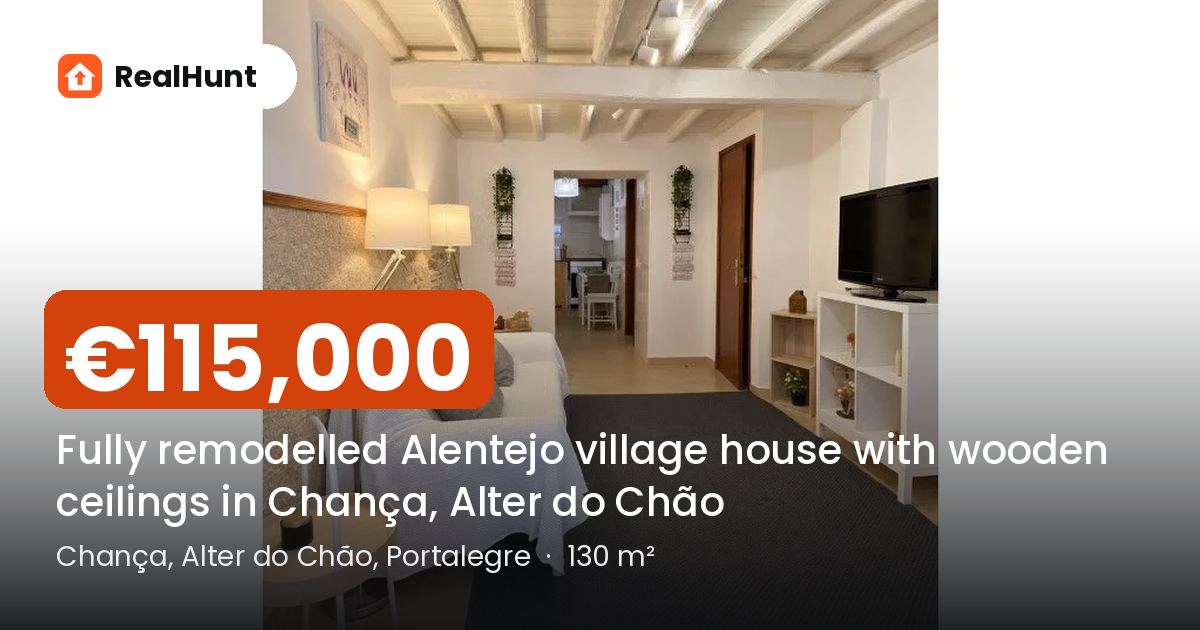 RealHunt
€115,000
Fully remodelled Alentejo village house with wooden
ceilings in Chança, Alter do Chão
Chança, Alter do Chão, Portalegre · 130 m²